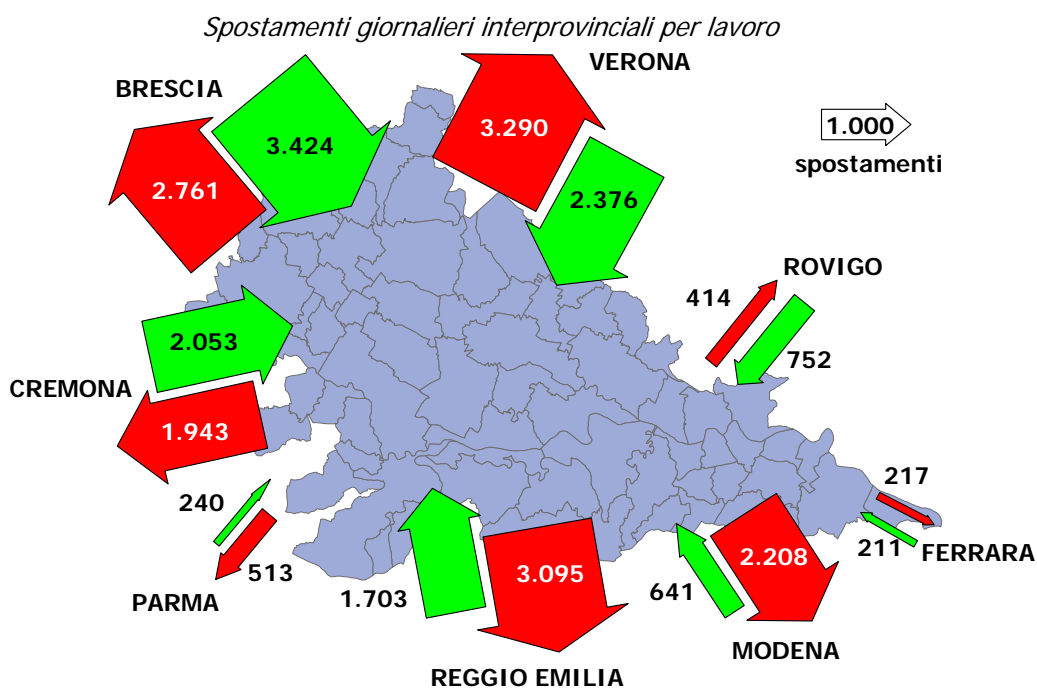 Spostamenti giornalieri interprovinciali per lavoro
VERONA
BRESCIA
3.424
3.290
1.000
spostamenti
2.761
2.376
ROVIGO
414
752
2.053
CREMONA
1.943
240
513
PARMA
1.703
3.095
REGGIO EMILIA
641
2.208
MODENA
217
211
FERRARA